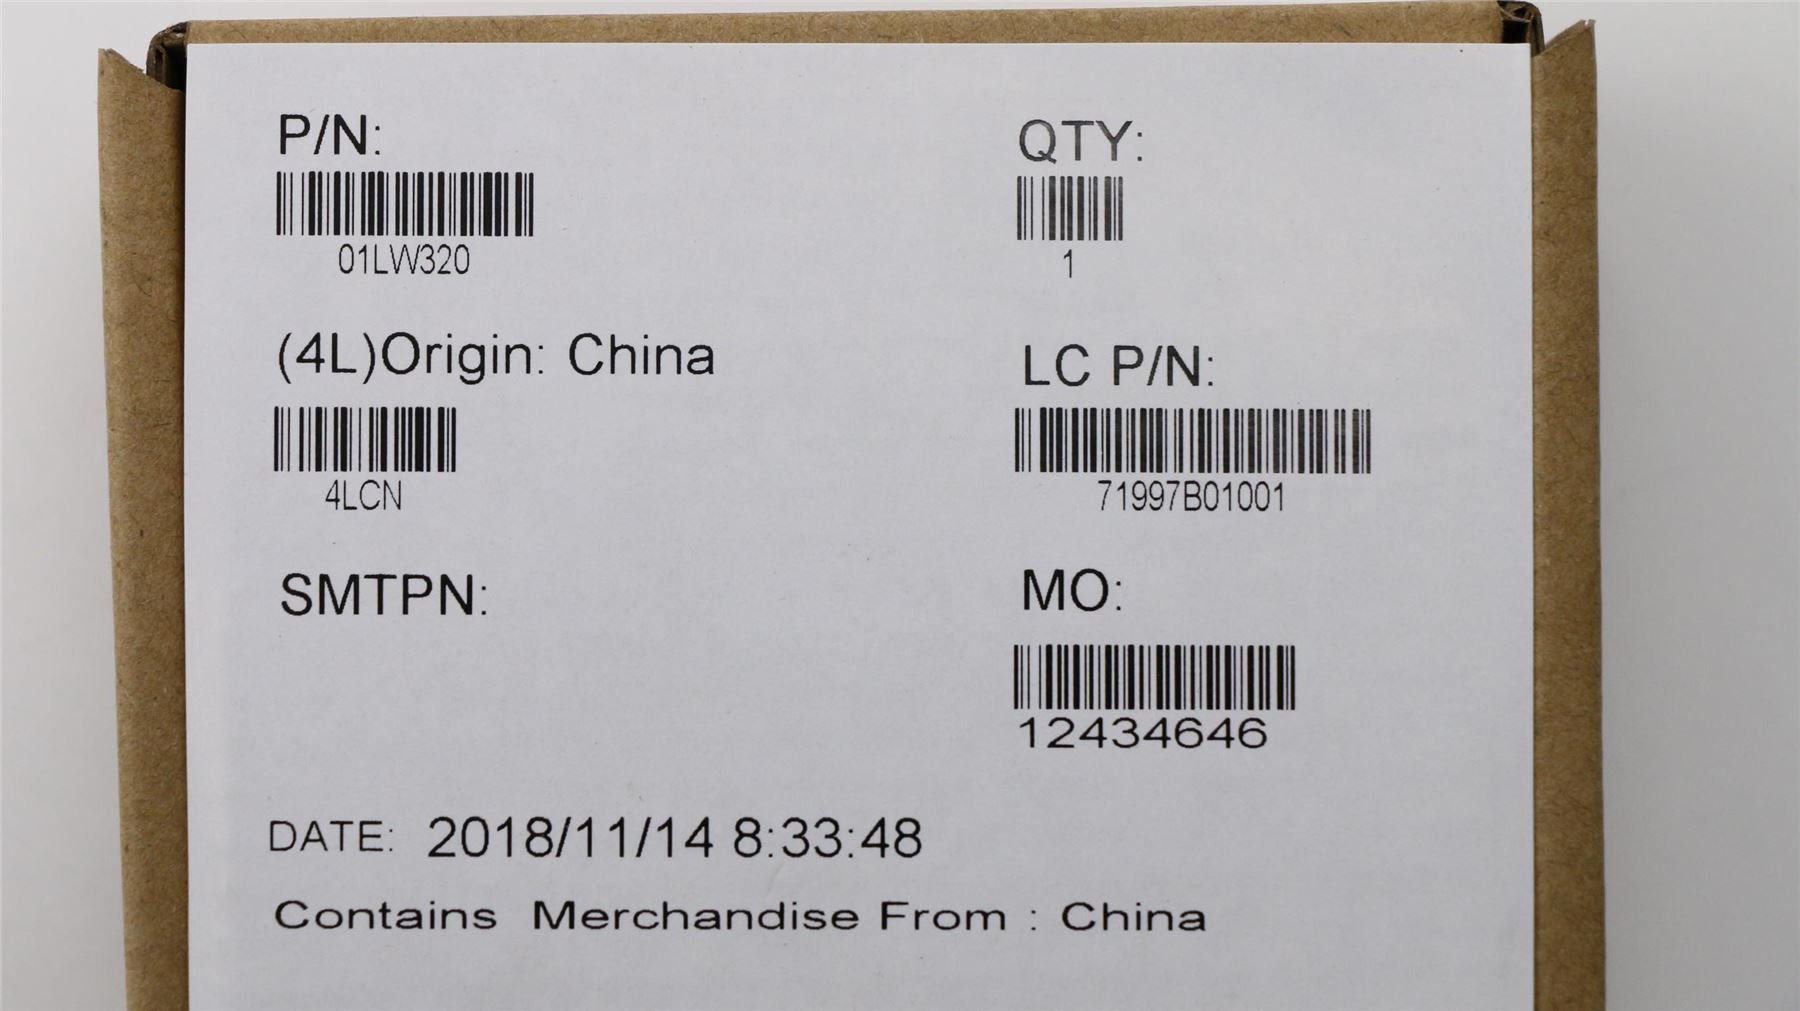 P/N:
01LW320
QTY:
1
(4L)Origin: China
4LCN
LC P/N:
71997B01001
SMTPN:
MO:
12434646
DATE: 2018/11/14 8:33:48
Contains Merchandise From : China